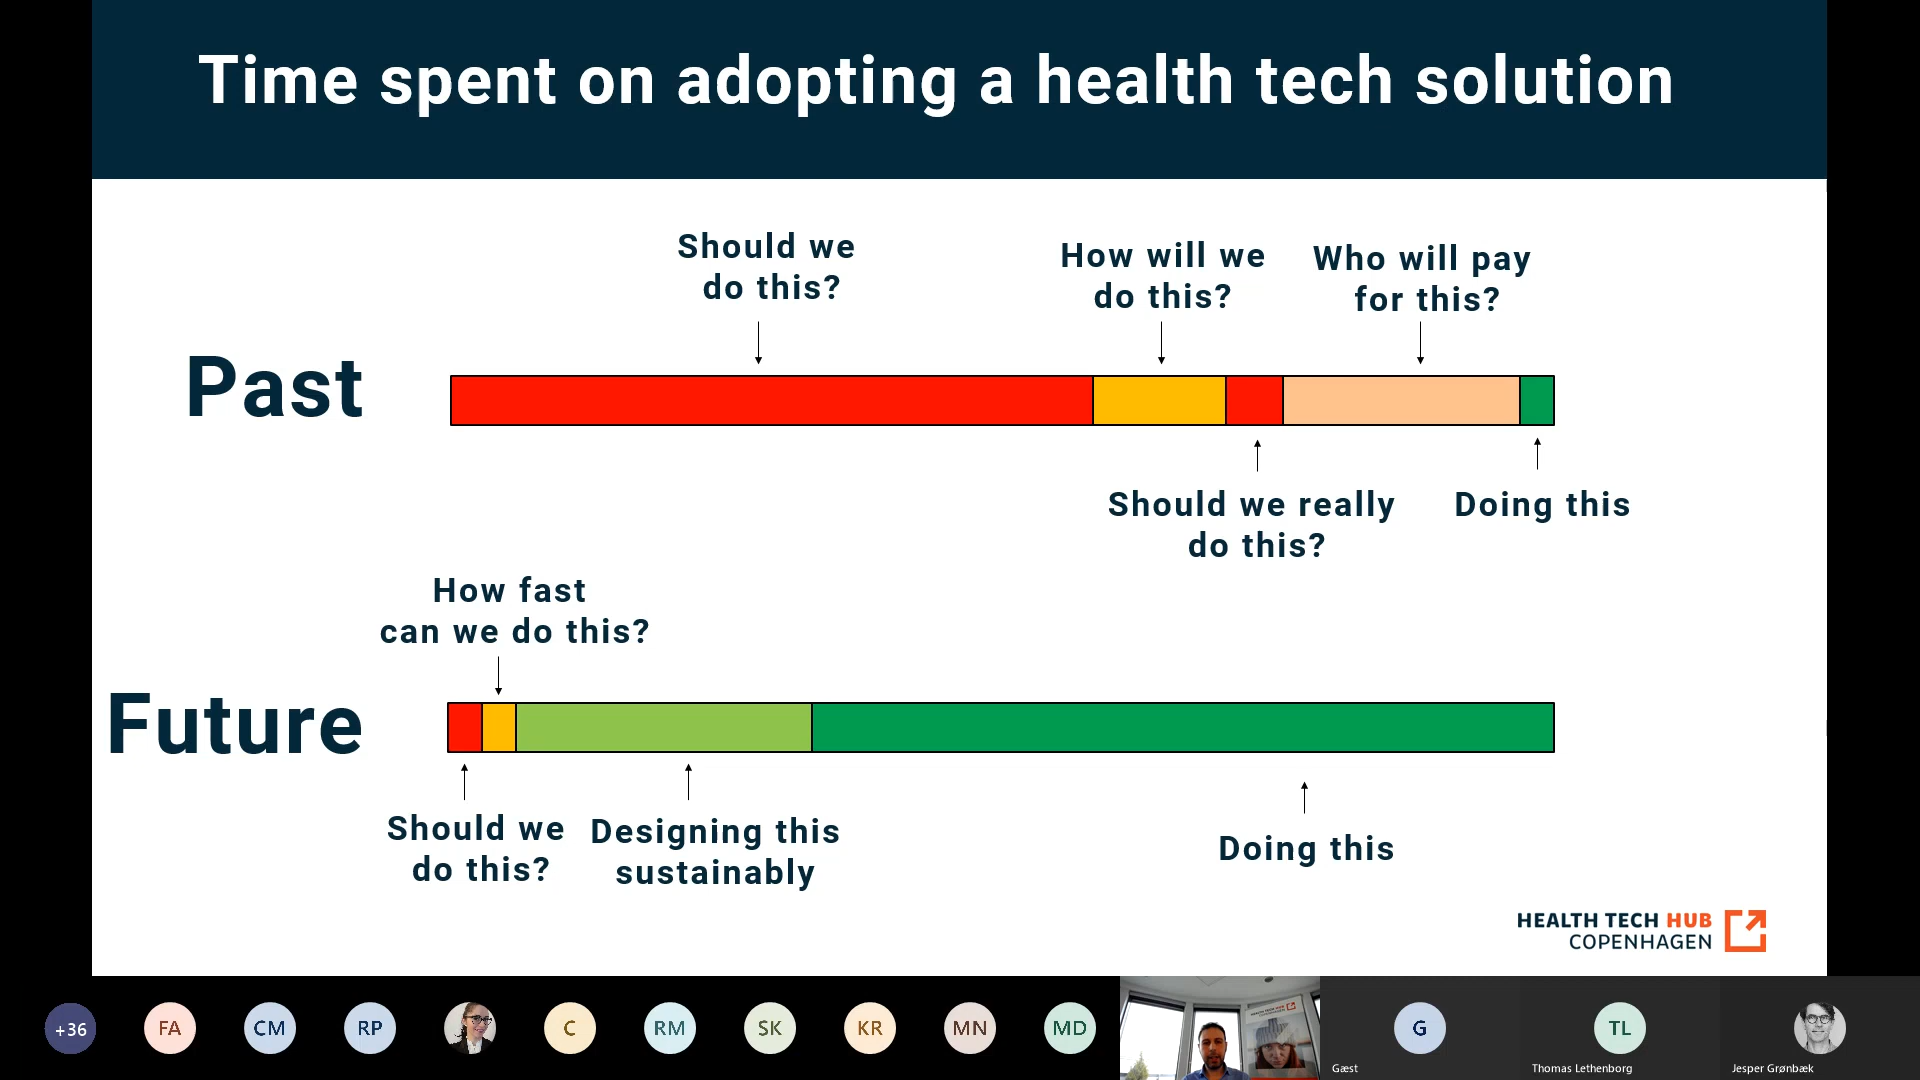 Time spent on adopting a health tech solution
Should we
do this?
How will we
do this?
Who will pay
for this?
Past
Should we really
do this?
Doing this
How fast
can we do this?
Future
Should we
do this?
Designing this
sustainably
Doing this
HEALTH TECH HUB
COPENHAGEN
+36
FA
CM
RP
C
RM
SK
KR
MN
MD
HEALTH TECH HUB
G
Gæst
TL
Thomas Lethenborg
Jesper Grønbæk